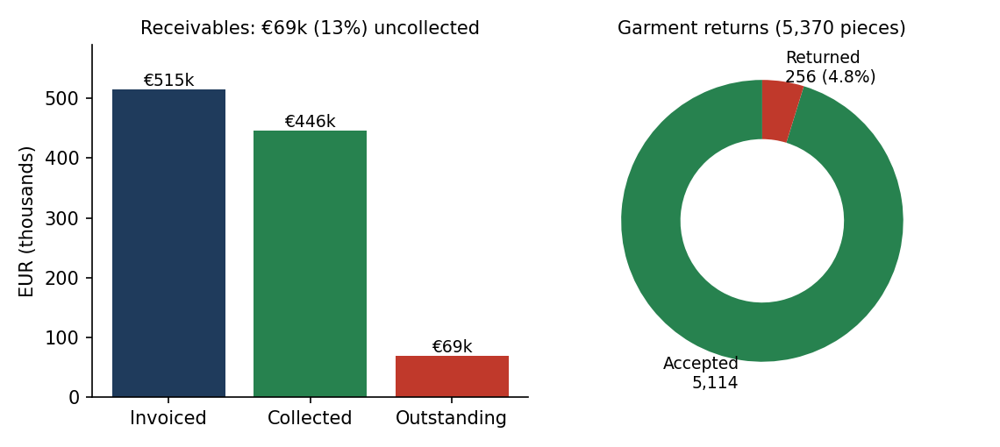 Receivables: €69k (13%) uncollected
EUR (thousands)
500
400
300
200
100
0
€515k
€446k
€69k
Invoiced
Collected
Outstanding
Garment returns (5,370 pieces)
Returned
256 (4.8%)
Accepted
5,114